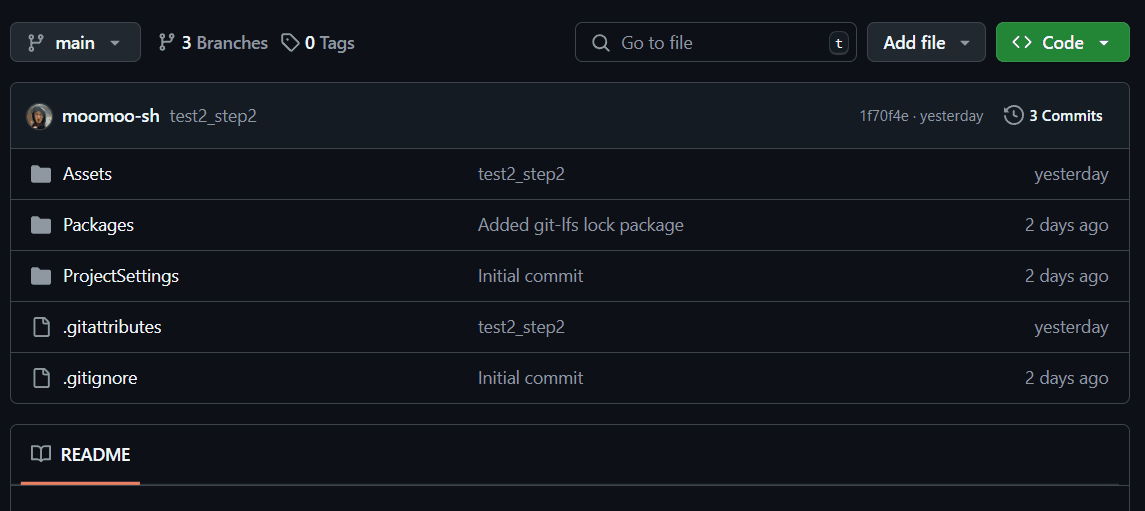 main 3 Branches 0 Tags Go to file t Add file Code
moomoo-sh test2_step2 1f70f4e · yesterday 3 Commits
Assets test2_step2 yesterday
Packages Added git-lfs lock package 2 days ago
ProjectSettings Initial commit 2 days ago
.gitattributes test2_step2 yesterday
.gitignore Initial commit 2 days ago
README